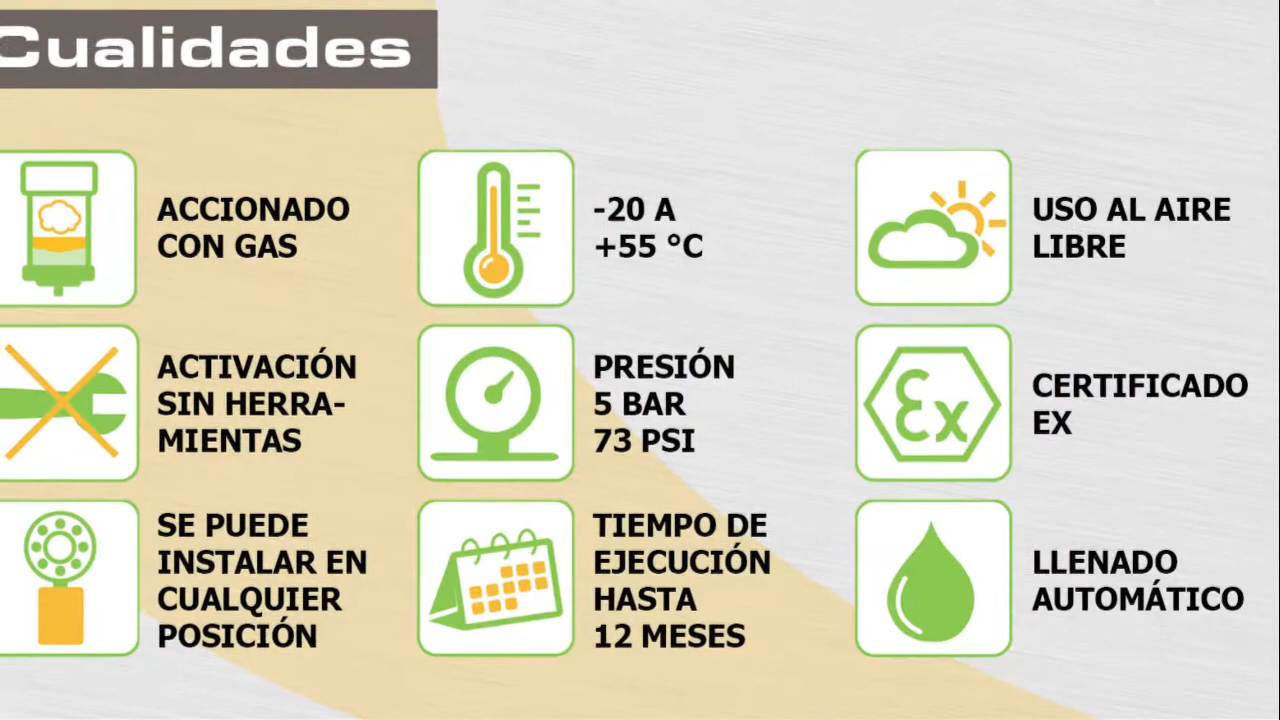 Cualidades
ACCIONADO
CON GAS
-20 A
+55 °C
USO AL AIRE
LIBRE
ACTIVACIÓN
SIN HERRA-
MIENTAS
PRESIÓN
5 BAR
73 PSI
Ex
CERTIFICADO
EX
SE PUEDE
INSTALAR EN
CUALQUIER
POSICIÓN
TIEMPO DE
EJECUCIÓN
HASTA
12 MESES
LLENADO
AUTOMÁTICO